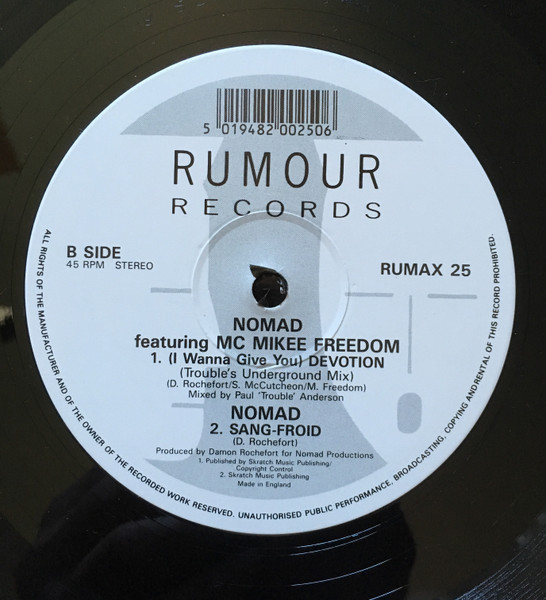 5 019482 002506
RUMOUR
RECORDS
B SIDE
45 RPM STEREO
RUMAX 25
NOMAD
featuring MC MIKEE FREEDOM
1. (I Wanna Give You) DEVOTION
(Trouble's Underground Mix)
(D. Rochefort/S. McCutcheon/M. Freedom)
Mixed by Paul 'Trouble' Anderson
NOMAD
2. SANG-FROID
(D. Rochefort)
Produced by Damon Rochefort for Nomad Productions
1. Published by Skratch Music Publishing/
Copyright Control
2. Skratch Music Publishing
Made in England
ALL RIGHTS OF THE MANUFACTURER AND OF THE OWNER OF THE RECORDED WORK RESERVED. UNAUTHORISED PUBLIC PERFORMANCE, BROADCASTING, COPYING AND RENTAL OF THIS RECORD PROHIBITED.